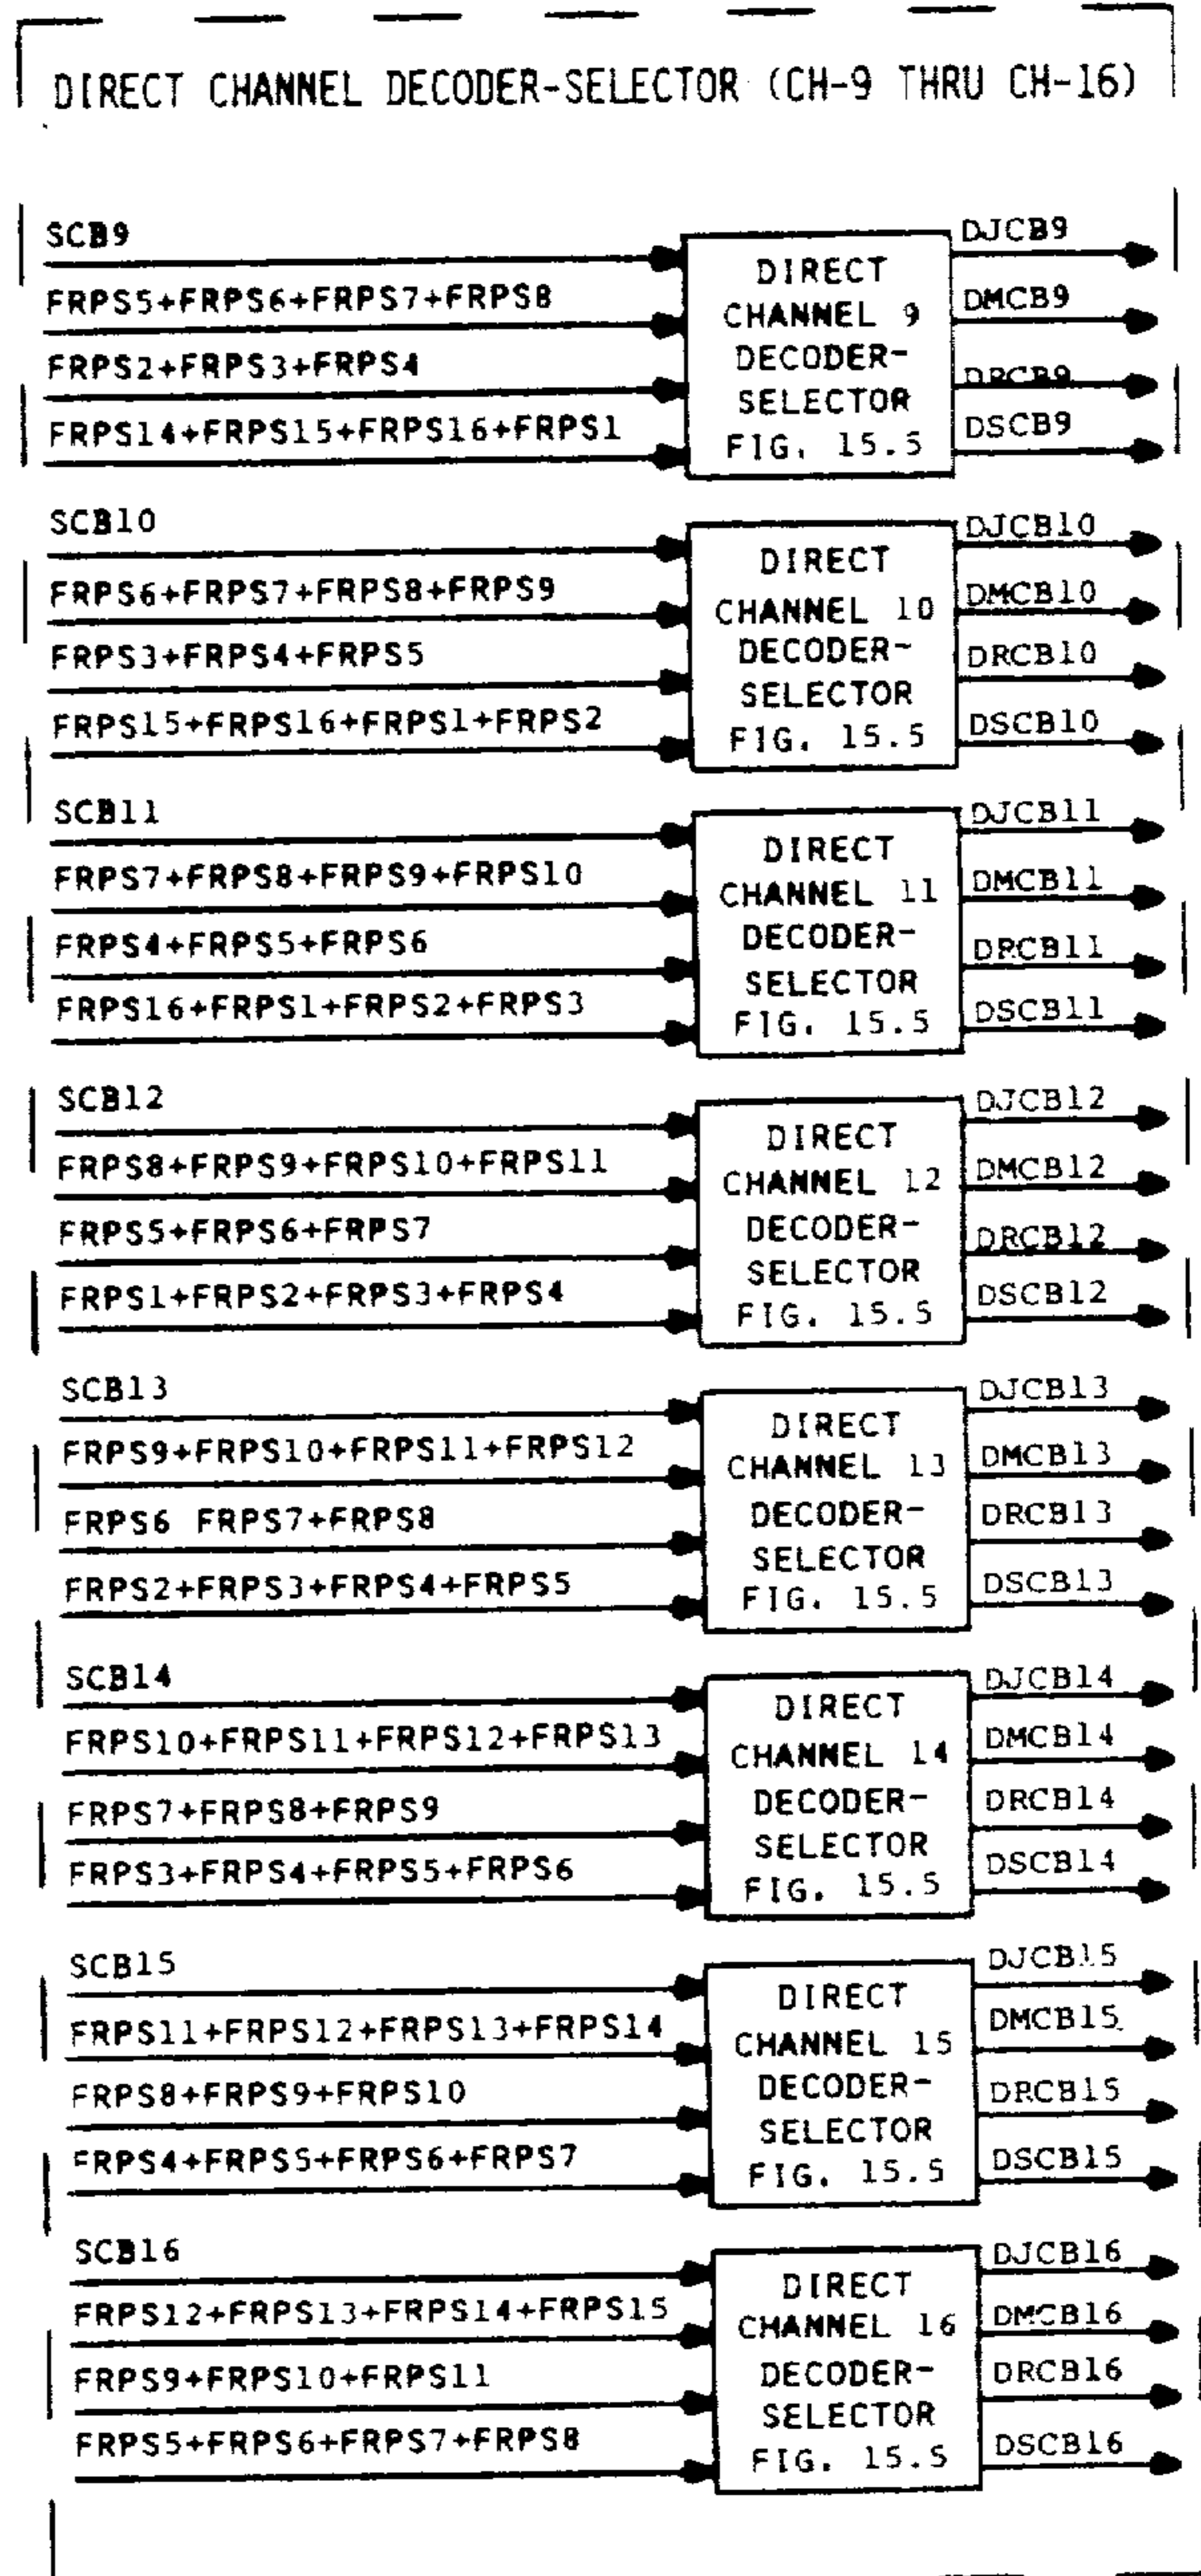 DIRECT CHANNEL DECODER-SELECTOR (CH-9 THRU CH-16)
SCB9
FRPS5+FRPS6+FRPS7+FRPS8
FRPS2+FRPS3+FRPS4
FRPS14+FRPS15+FRPS16+FRPS1
DIRECT
CHANNEL 9
DECODER-
SELECTOR
FIG. 15.5
DJCB9
DMCB9
DRCB9
DSCB9
SCB10
FRPS6+FRPS7+FRPS8+FRPS9
FRPS3+FRPS4+FRPS5
FRPS15+FRPS16+FRPS1+FRPS2
DIRECT
CHANNEL 10
DECODER-
SELECTOR
FIG. 15.5
DJCB10
DMCB10
DRCB10
DSCB10
SCB11
FRPS7+FRPS8+FRPS9+FRPS10
FRPS4+FRPS5+FRPS6
FRPS16+FRPS1+FRPS2+FRPS3
DIRECT
CHANNEL 11
DECODER-
SELECTOR
FIG. 15.5
DJCB11
DMCB11
DRCB11
DSCB11
SCB12
FRPS8+FRPS9+FRPS10+FRPS11
FRPS5+FRPS6+FRPS7
FRPS1+FRPS2+FRPS3+FRPS4
DIRECT
CHANNEL 12
DECODER-
SELECTOR
FIG. 15.5
DJCB12
DMCB12
DRCB12
DSCB12
SCB13
FRPS9+FRPS10+FRPS11+FRPS12
FRPS6 FRPS7+FRPS8
FRPS2+FRPS3+FRPS4+FRPS5
DIRECT
CHANNEL 13
DECODER-
SELECTOR
FIG. 15.5
DJCB13
DMCB13
DRCB13
DSCB13
SCB14
FRPS10+FRPS11+FRPS12+FRPS13
FRPS7+FRPS8+FRPS9
FRPS3+FRPS4+FRPS5+FRPS6
DIRECT
CHANNEL 14
DECODER-
SELECTOR
FIG. 15.5
DJCB14
DMCB14
DRCB14
DSCB14
SCB15
FRPS11+FRPS12+FRPS13+FRPS14
FRPS8+FRPS9+FRPS10
FRPS4+FRPS5+FRPS6+FRPS7
DIRECT
CHANNEL 15
DECODER-
SELECTOR
FIG. 15.5
DJCB15
DMCB15
DRCB15
DSCB15
SCB16
FRPS12+FRPS13+FRPS14+FRPS15
FRPS9+FRPS10+FRPS11
FRPS5+FRPS6+FRPS7+FRPS8
DIRECT
CHANNEL 16
DECODER-
SELECTOR
FIG. 15.5
DJCB16
DMCB16
DRCB16
DSCB16